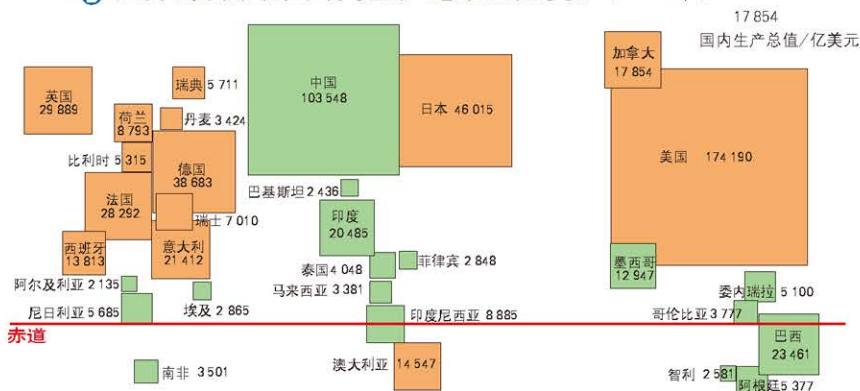 17 854
国内生产总值/亿美元
英国
29 889
瑞典 5 711
荷兰
8 793
丹麦 3 424
比利时 5 315
德国
38 683
法国
28 292
瑞士 7 010
西班牙
13 813
意大利
21 412
阿尔及利亚 2 135
尼日利亚 5 685
埃及 2 865
赤道
南非 3 501
中国
103 548
日本 46 015
巴基斯坦 2 436
印度
20 485
菲律宾 2 848
泰国 4 048
马来西亚 3 381
印度尼西亚 8 885
澳大利亚 14 547
加拿大
17 854
美国 174 190
墨西哥
12 947
委内瑞拉 5 100
哥伦比亚 3 777
巴西
23 461
智利 2 581
阿根廷 5 377